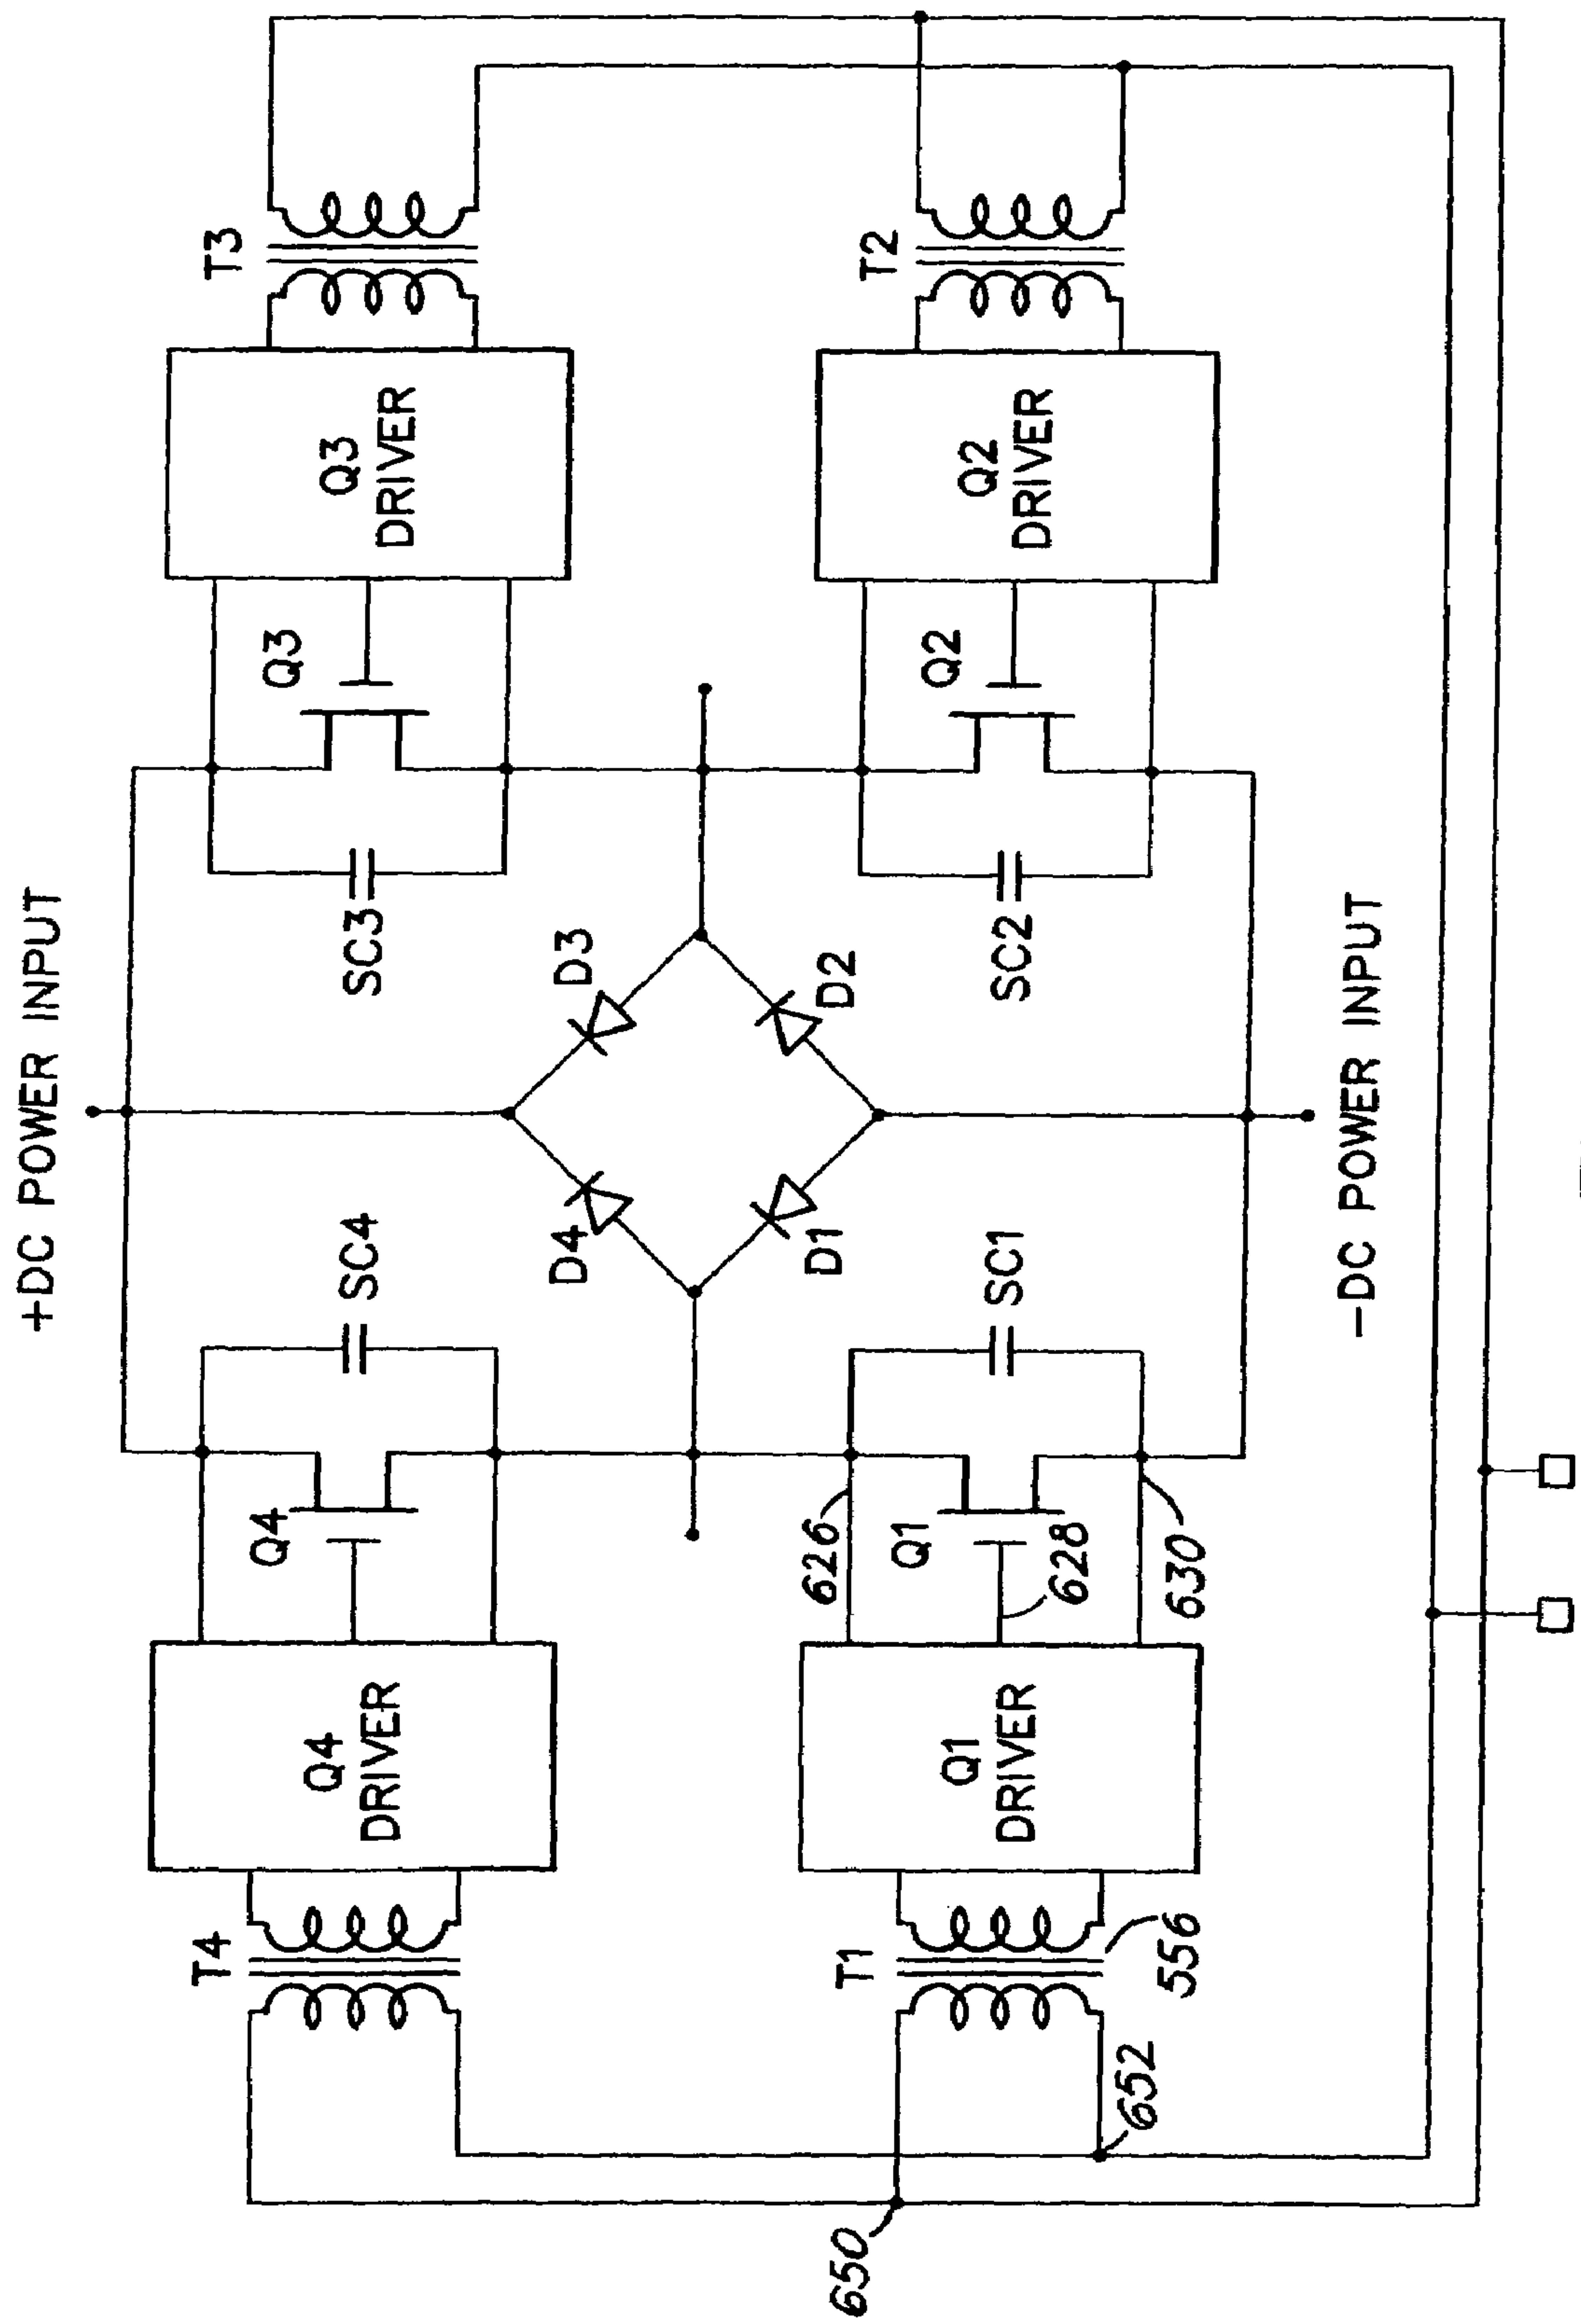 +DC POWER INPUT
T4
Q4
DRIVER
Q4
SC4
D4
D3
SC3
Q3
Q3
DRIVER
T3
650
652
T1
556
Q1
DRIVER
626
628
630
Q1
SC1
D1
D2
SC2
Q2
Q2
DRIVER
T2
-DC POWER INPUT